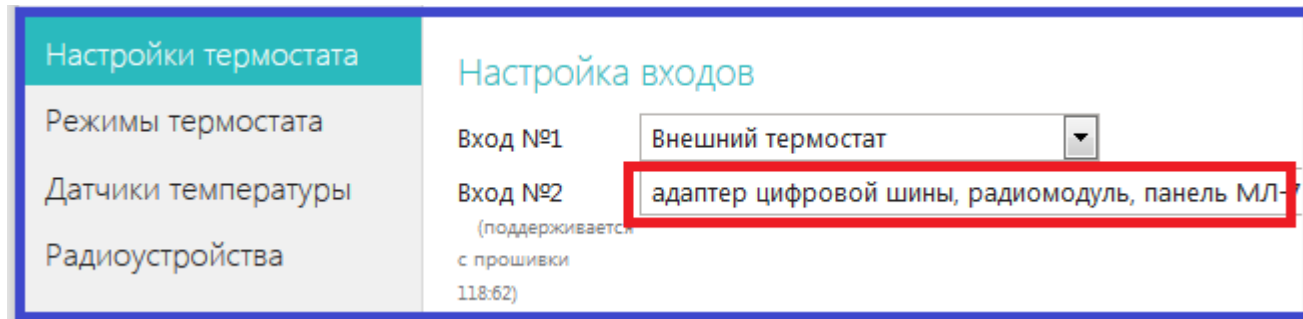 Настройки термостата
Режимы термостата
Датчики температуры
Радиоустройства
Настройка входов
Вход №1 Внешний термостат
Вход №2 адаптер цифровой шины, радиомодуль, панель МЛ-7
(поддерживается
с прошивки
118:62)